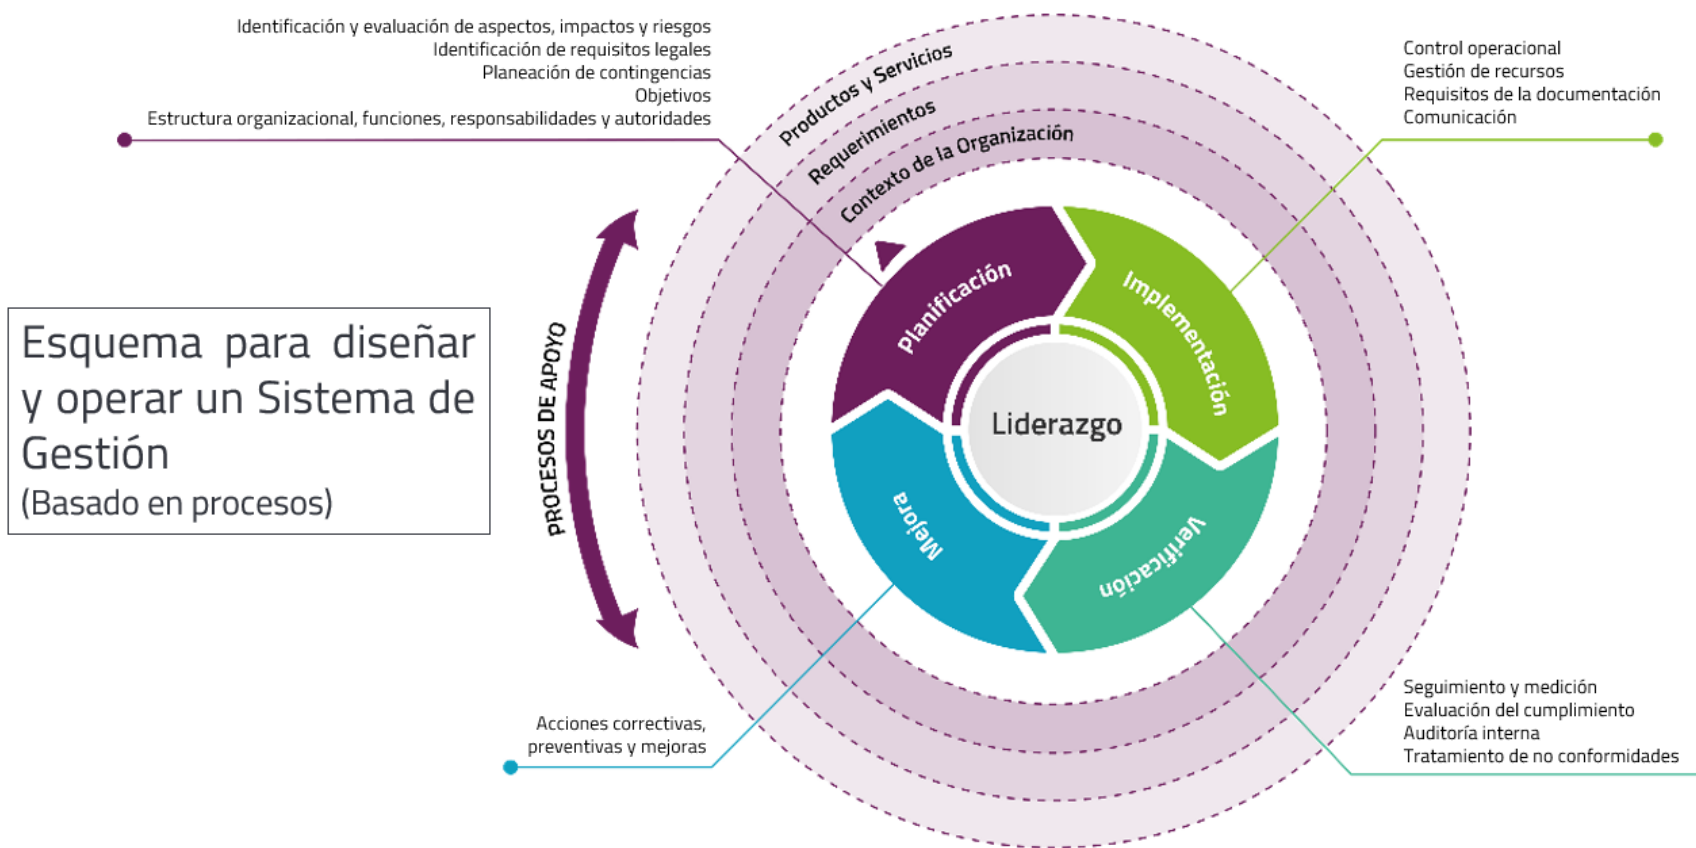 Identificación y evaluación de aspectos, impactos y riesgos
Identificación de requisitos legales
Planeación de contingencias
Objetivos
Estructura organizacional, funciones, responsabilidades y autoridades
Control operacional
Gestión de recursos
Requisitos de la documentación
Comunicación
Productos y Servicios
Requerimientos
Contexto de la Organización
Esquema para diseñar
y operar un Sistema de
Gestión
(Basado en procesos)
PROCESOS DE APOYO
Planificación
Implementación
Liderazgo
Mejora
Verificación
Acciones correctivas,
preventivas y mejoras
Seguimiento y medición
Evaluación del cumplimiento
Auditoría interna
Tratamiento de no conformidades